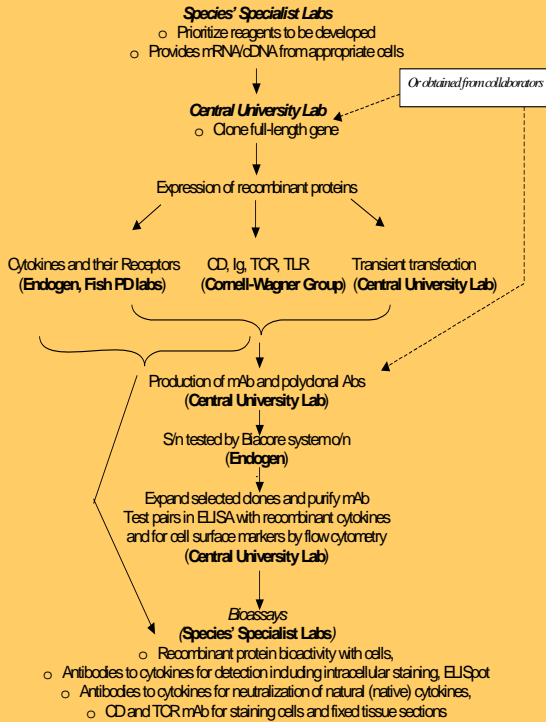 Species' Specialist Labs
o Prioritize reagents to be developed
o Provides mRNA/cDNA from appropriate cells
Or obtained from collaborators
Central University Lab
o Clone full-length gene
Expression of recombinant proteins
Cytokines and their Receptors
(Endogen, Fish PD labs)
CD, Ig, TCR, TLR
(Cornell-Wagner Group)
Transient transfection
(Central University Lab)
Production of mAb and polyclonal Abs
(Central University Lab)
S/n tested by Biacore system o/n
(Endogen)
Expand selected clones and purify mAb
Test pairs in ELISA with recombinant cytokines
and for cell surface markers by flow cytometry
(Central University Lab)
Bioassays
(Species' Specialist Labs)
o Recombinant protein bioactivity with cells,
o Antibodies to cytokines for detection including intracellular staining, ELISpot
o Antibodies to cytokines for neutralization of natural (native) cytokines,
o CD and TCR mAb for staining cells and fixed tissue sections